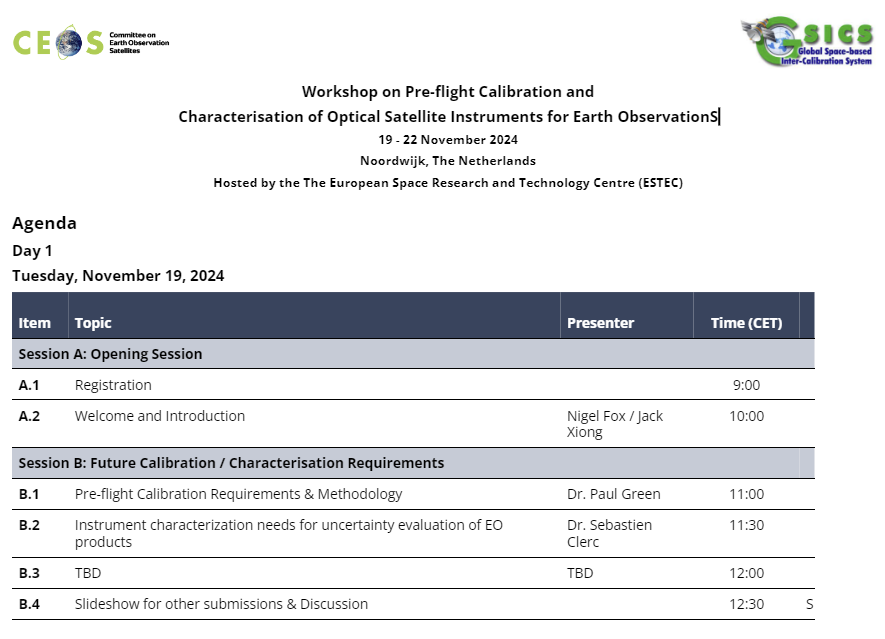 CEOS
Committee on
Earth Observation
Satellites
GSICS
Global Space-based
Inter-Calibration System
Workshop on Pre-flight Calibration and
Characterisation of Optical Satellite Instruments for Earth ObservationS
19 - 22 November 2024
Noordwijk, The Netherlands
Hosted by the The European Space Research and Technology Centre (ESTEC)
Agenda
Day 1
Tuesday, November 19, 2024
Item Topic Presenter Time (CET)
Session A: Opening Session
A.1 Registration 9:00
A.2 Welcome and Introduction Nigel Fox / Jack 10:00
Xiong
Session B: Future Calibration / Characterisation Requirements
B.1 Pre-flight Calibration Requirements & Methodology Dr. Paul Green 11:00
B.2 Instrument characterization needs for uncertainty evaluation of EO Dr. Sebastien 11:30
products Clerc
B.3 TBD TBD 12:00
B.4 Slideshow for other submissions & Discussion 12:30 S